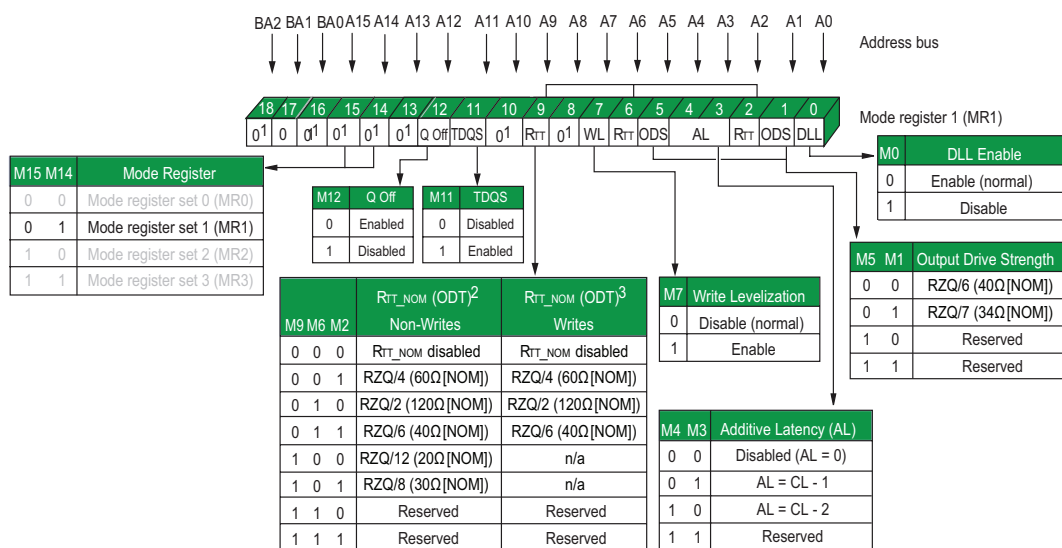 BA2 BA1 BA0 A15 A14 A13 A12 A11 A10 A9 A8 A7 A6 A5 A4 A3 A2 A1 A0
Address bus
18 17 16 15 14 13 12 11 10 9 8 7 6 5 4 3 2 1 0
Mode register 1 (MR1)
0¹ 0 0¹ 0¹ 0¹ 0¹ Q Off TDQS 0¹ RTT 0¹ WL RTT ODS AL RTT ODS DLL
M0 DLL Enable
0 Enable (normal)
1 Disable
M15 M14 Mode Register
0 0 Mode register set 0 (MR0)
0 1 Mode register set 1 (MR1)
1 0 Mode register set 2 (MR2)
1 1 Mode register set 3 (MR3)
M12 Q Off
0 Enabled
1 Disabled
M11 TDQS
0 Disabled
1 Enabled
M5 M1 Output Drive Strength
0 0 RZQ/6 (40Ω[NOM])
0 1 RZQ/7 (34Ω[NOM])
1 0 Reserved
1 1 Reserved
M7 Write Levelization
0 Disable (normal)
1 Enable
RTT_NOM (ODT)² RTT_NOM (ODT)³
M9 M6 M2 Non-Writes Writes
0 0 0 RTT_NOM disabled RTT_NOM disabled
0 0 1 RZQ/4 (60Ω[NOM]) RZQ/4 (60Ω[NOM])
0 1 0 RZQ/2 (120Ω[NOM]) RZQ/2 (120Ω[NOM])
0 1 1 RZQ/6 (40Ω[NOM]) RZQ/6 (40Ω[NOM])
1 0 0 RZQ/12 (20Ω[NOM]) n/a
1 0 1 RZQ/8 (30Ω[NOM]) n/a
1 1 0 Reserved Reserved
1 1 1 Reserved Reserved
M4 M3 Additive Latency (AL)
0 0 Disabled (AL = 0)
0 1 AL = CL - 1
1 0 AL = CL - 2
1 1 Reserved